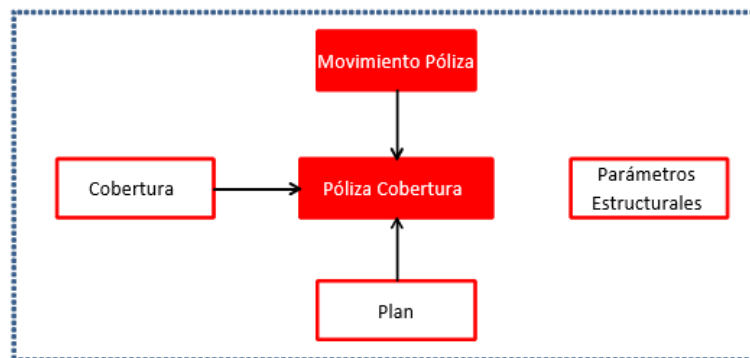 Movimiento Póliza
Cobertura
Póliza Cobertura
Parámetros
Estructurales
Plan